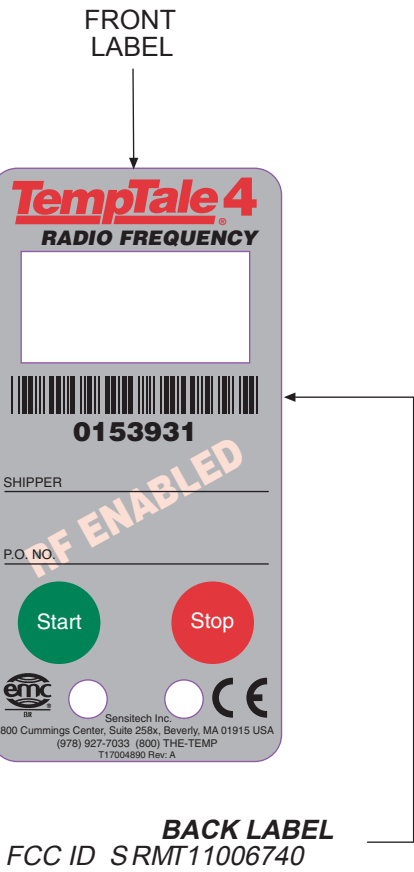 FRONT
LABEL
TempTale 4
®
RADIO FREQUENCY
0153931
RF ENABLED
SHIPPER
P.O. NO.
Start
Stop
emc
EUR
CE
Sensitech Inc.
800 Cummings Center, Suite 258x, Beverly, MA 01915 USA
(978) 927-7033 (800) THE-TEMP
T17004890 Rev: A
BACK LABEL
FCC ID SRMT11006740